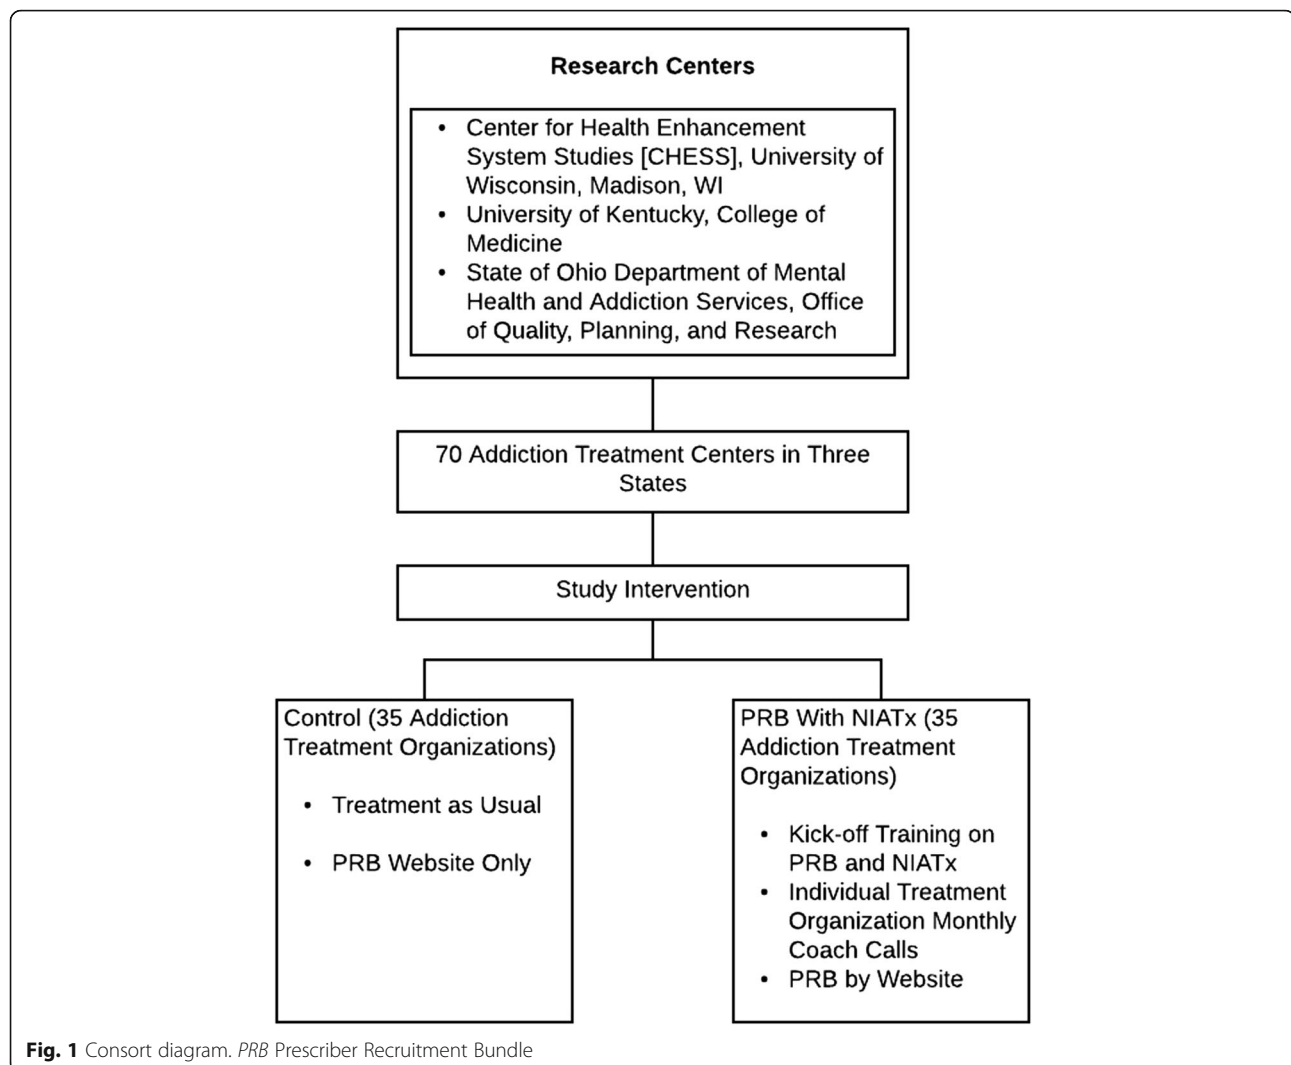 Research Centers
• Center for Health Enhancement
System Studies [CHESS], University of
Wisconsin, Madison, WI
• University of Kentucky, College of
Medicine
• State of Ohio Department of Mental
Health and Addiction Services, Office
of Quality, Planning, and Research
70 Addiction Treatment Centers in Three
States
Study Intervention
Control (35 Addiction
Treatment Organizations)
• Treatment as Usual
• PRB Website Only
PRB With NIATx (35
Addiction Treatment
Organizations)
• Kick-off Training on
PRB and NIATx
• Individual Treatment
Organization Monthly
Coach Calls
• PRB by Website
Fig. 1 Consort diagram. PRB Prescriber Recruitment Bundle